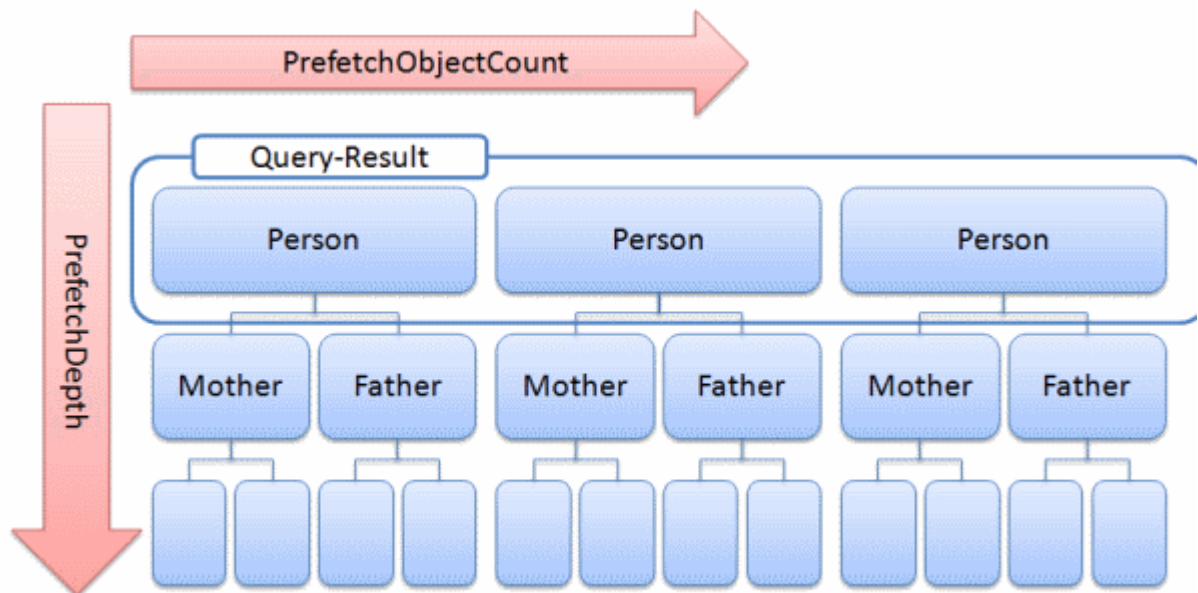 PrefetchObjectCount
PrefetchDepth
Query-Result
Person Person Person
Mother Father Mother Father Mother Father